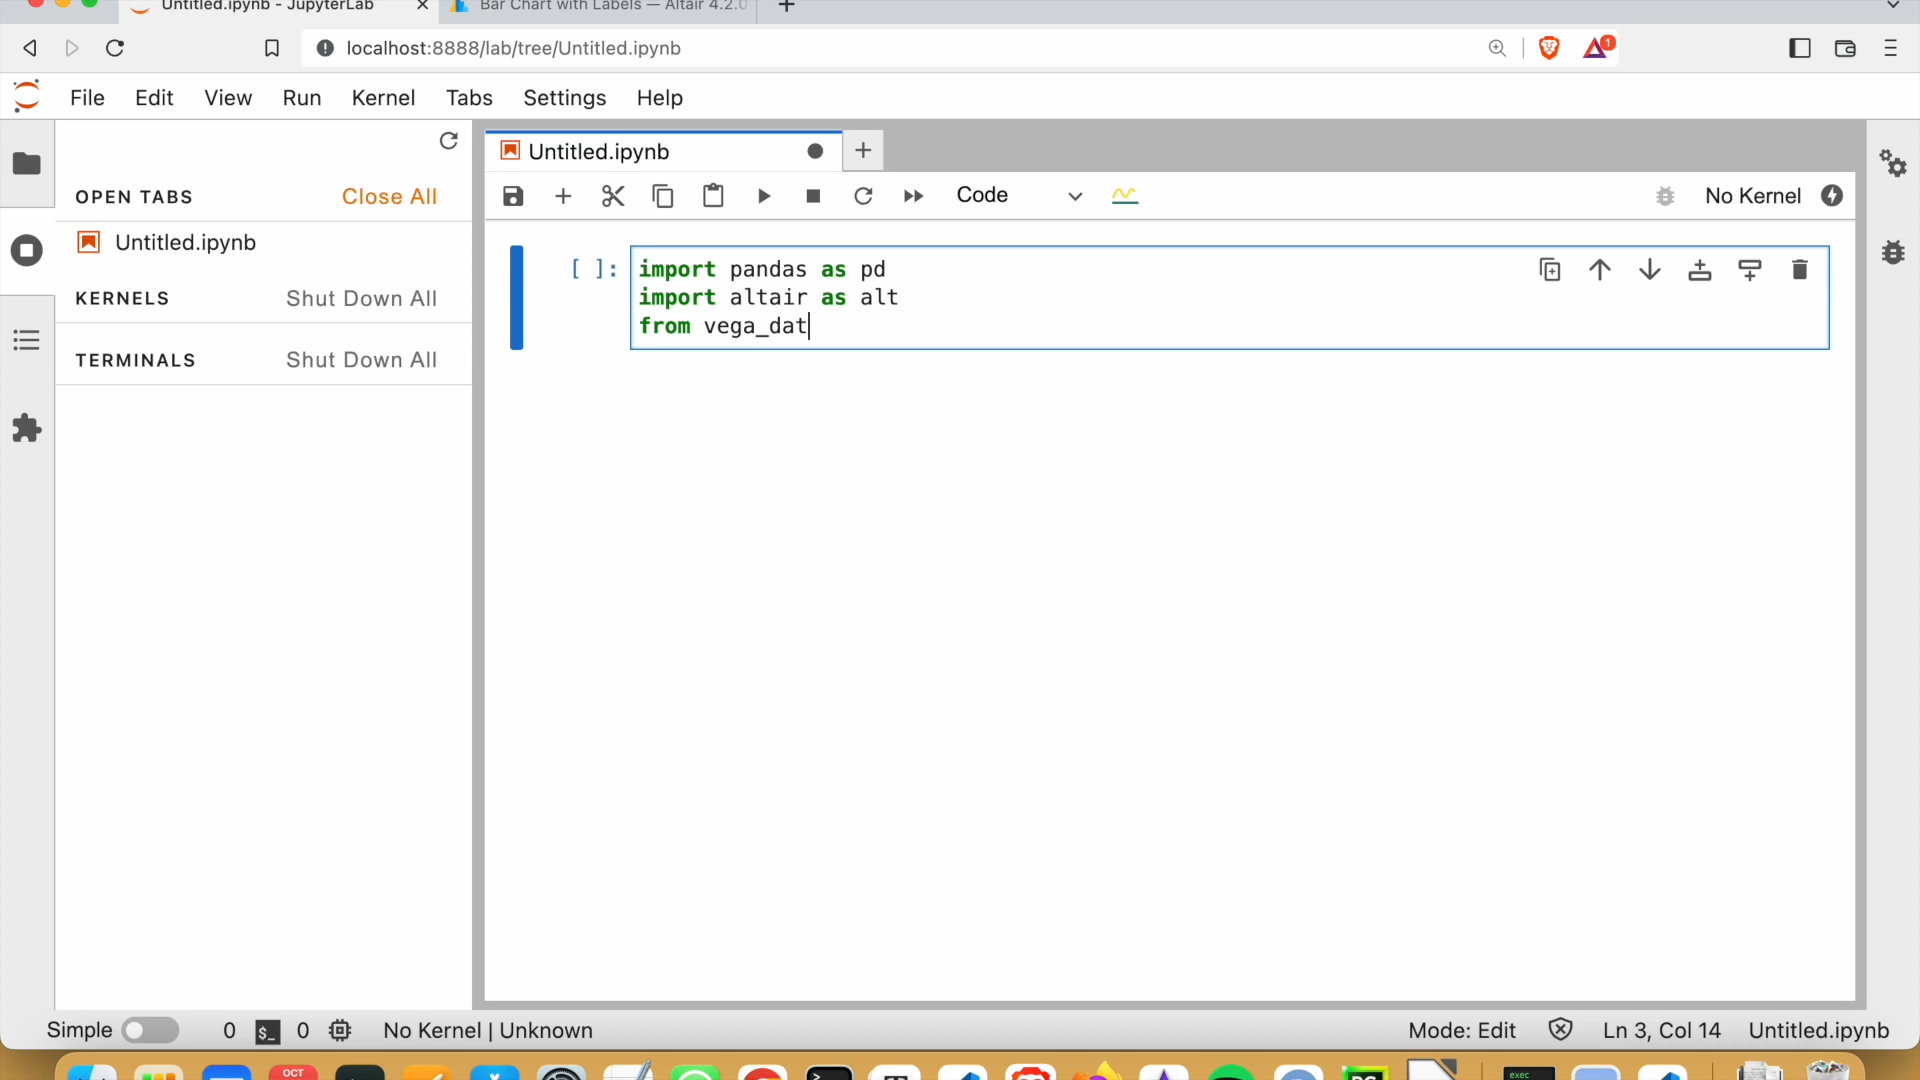 Untitled.ipynb - JupyterLab
Bar Chart with Labels — Altair 4.2.0
localhost:8888/lab/tree/Untitled.ipynb
1
File Edit View Run Kernel Tabs Settings Help
Untitled.ipynb
OPEN TABS Close All
Code
No Kernel
Untitled.ipynb
KERNELS Shut Down All
TERMINALS Shut Down All
[ ]:
import pandas as pd
import altair as alt
from vega_dat
Simple 0 $_ 0 No Kernel | Unknown Mode: Edit Ln 3, Col 14 Untitled.ipynb
OCT
exec